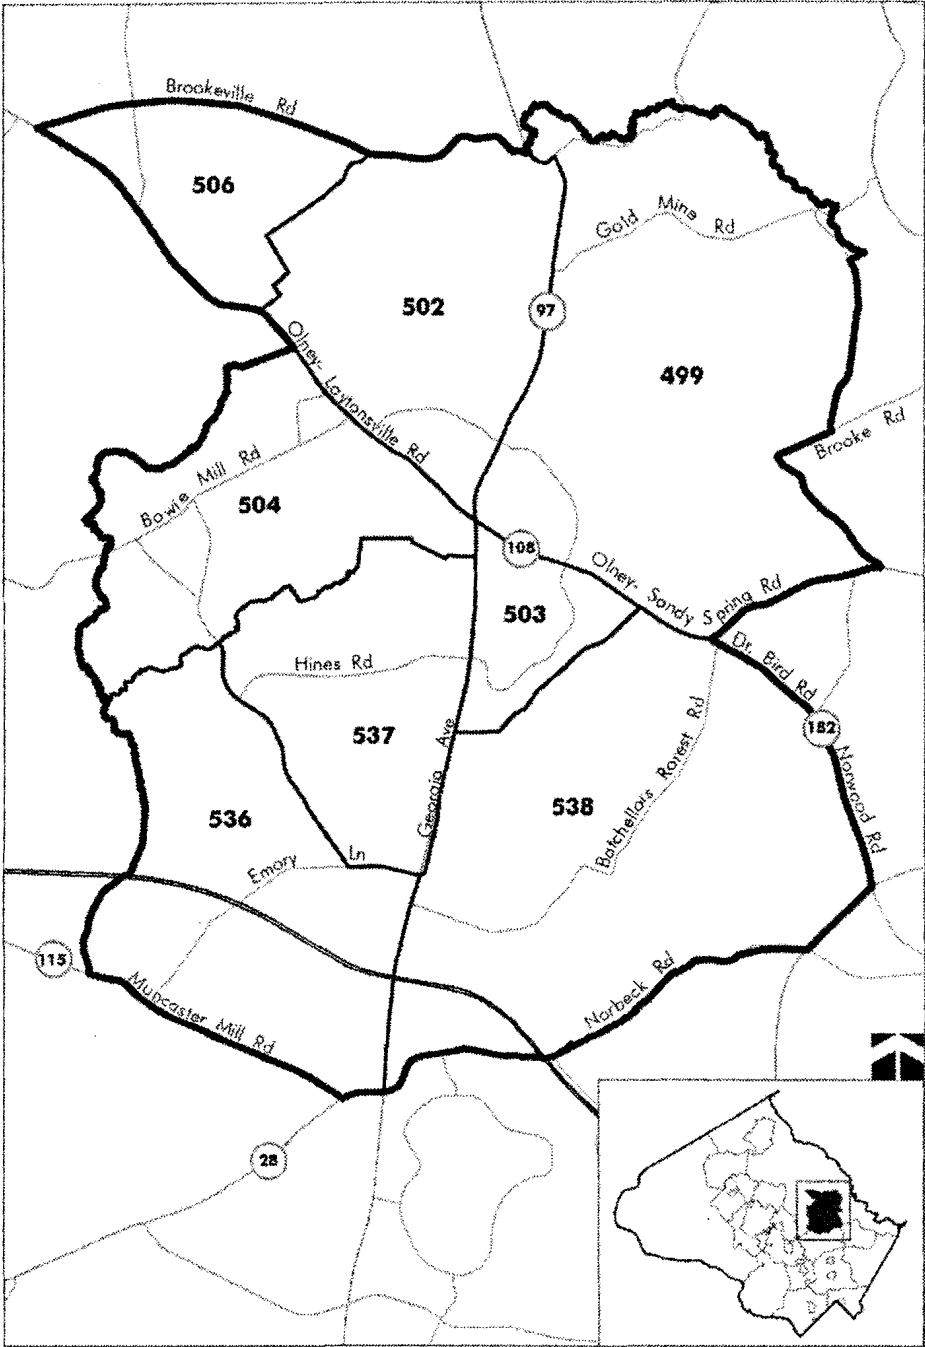 Brookeville Rd
506
Gold Mine Rd
502
97
499
Olney-Laytonsville Rd
Brooke Rd
Bowie Mill Rd
504
108
Olney-Sandy Spring Rd
503
Dr. Bird Rd
Hines Rd
182
537
Georgia Ave
Batchellors Forest Rd
Norwood Rd
538
536
Emory Ln
115
Muncaster Mill Rd
Norbeck Rd
28